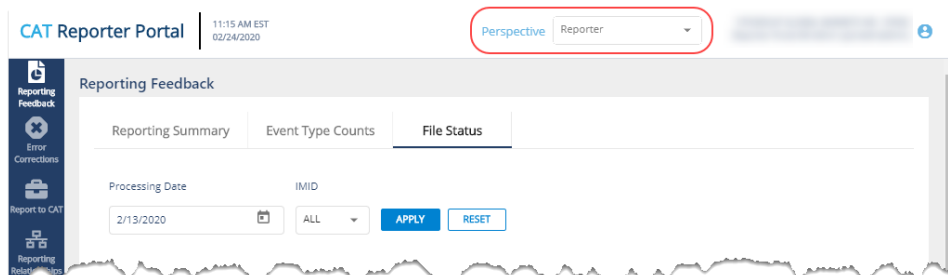 CAT Reporter Portal
11:15 AM EST
02/24/2020
Perspective
Reporter
Reporting
Feedback
Error
Corrections
Report to CAT
Reporting
Relationships
Reporting Feedback
Reporting Summary
Event Type Counts
File Status
Processing Date
IMID
2/13/2020
ALL
APPLY
RESET